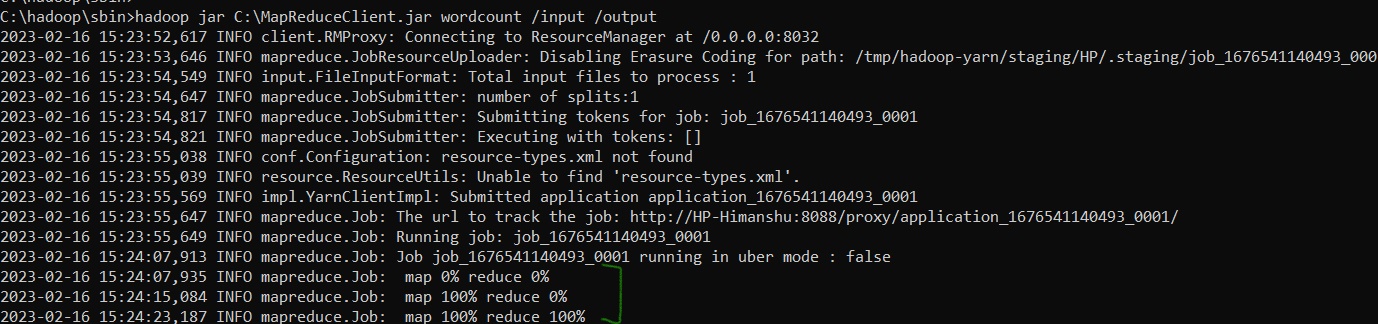 C:\hadoop\sbin>hadoop jar C:\MapReduceClient.jar wordcount /input /output
2023-02-16 15:23:52,617 INFO client.RMProxy: Connecting to ResourceManager at /0.0.0.0:8032
2023-02-16 15:23:53,646 INFO mapreduce.JobResourceUploader: Disabling Erasure Coding for path: /tmp/hadoop-yarn/staging/HP/.staging/job_1676541140493_000
2023-02-16 15:23:54,549 INFO input.FileInputFormat: Total input files to process : 1
2023-02-16 15:23:54,647 INFO mapreduce.JobSubmitter: number of splits:1
2023-02-16 15:23:54,817 INFO mapreduce.JobSubmitter: Submitting tokens for job: job_1676541140493_0001
2023-02-16 15:23:54,821 INFO mapreduce.JobSubmitter: Executing with tokens: []
2023-02-16 15:23:55,038 INFO conf.Configuration: resource-types.xml not found
2023-02-16 15:23:55,039 INFO resource.ResourceUtils: Unable to find 'resource-types.xml'.
2023-02-16 15:23:55,569 INFO impl.YarnClientImpl: Submitted application application_1676541140493_0001
2023-02-16 15:23:55,647 INFO mapreduce.Job: The url to track the job: http://HP-Himanshu:8088/proxy/application_1676541140493_0001/
2023-02-16 15:23:55,649 INFO mapreduce.Job: Running job: job_1676541140493_0001
2023-02-16 15:24:07,913 INFO mapreduce.Job: Job job_1676541140493_0001 running in uber mode : false
2023-02-16 15:24:07,935 INFO mapreduce.Job:  map 0% reduce 0%
2023-02-16 15:24:15,084 INFO mapreduce.Job:  map 100% reduce 0%
2023-02-16 15:24:23,187 INFO mapreduce.Job:  map 100% reduce 100%